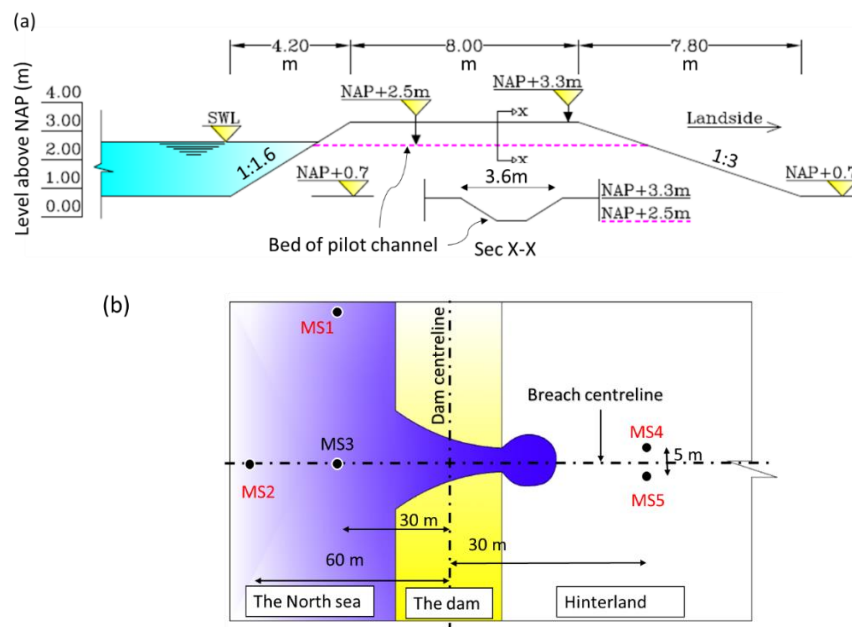 (a)
4.20 m
8.00 m
7.80 m
Level above NAP (m)
4.00
3.00
2.00
1.00
0.00
SWL
NAP+2.5m
NAP+3.3m
x
x
Landside
1:1.6
1:3
NAP+0.7
3.6m
NAP+3.3m
NAP+2.5m
NAP+0.7
Bed of pilot channel
Sec X-X
(b)
MS1
Dam centreline
Breach centreline
MS3
MS4
5 m
MS2
MS5
30 m
30 m
60 m
The North sea
The dam
Hinterland